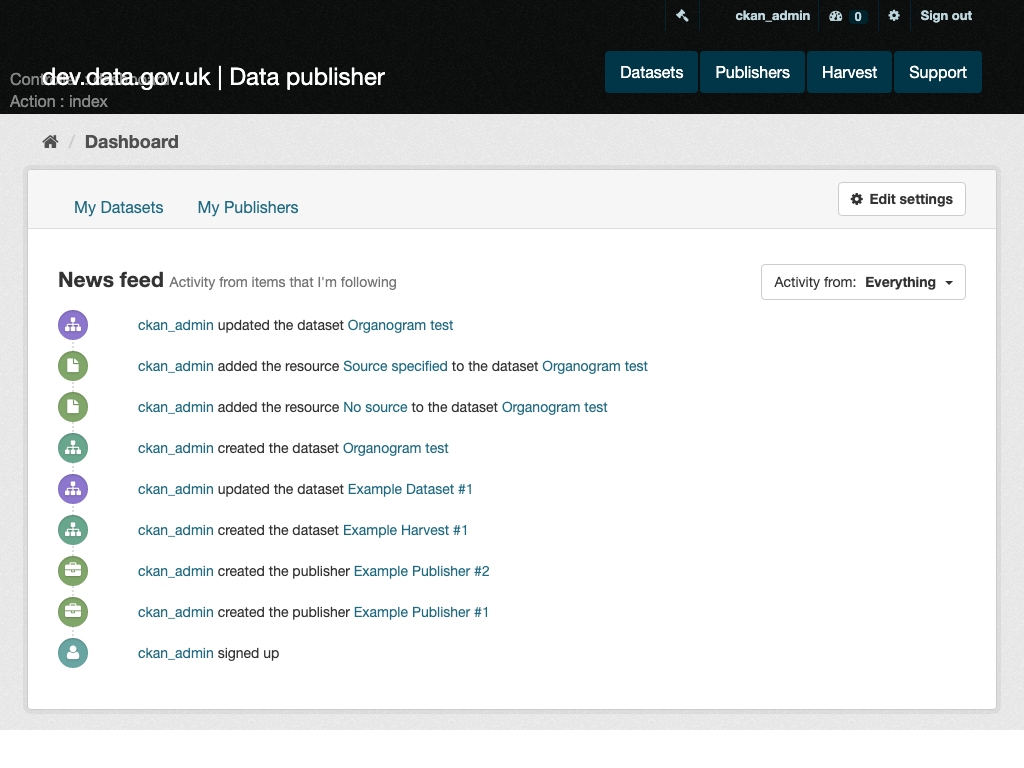 ckan_admin 0 Sign out
dev.data.gov.uk | Data publisher
Action : index
Datasets Publishers Harvest Support
/ Dashboard
My Datasets My Publishers
Edit settings
News feed Activity from items that I'm following
Activity from: Everything
ckan_admin updated the dataset Organogram test
ckan_admin added the resource Source specified to the dataset Organogram test
ckan_admin added the resource No source to the dataset Organogram test
ckan_admin created the dataset Organogram test
ckan_admin updated the dataset Example Dataset #1
ckan_admin created the dataset Example Harvest #1
ckan_admin created the publisher Example Publisher #2
ckan_admin created the publisher Example Publisher #1
ckan_admin signed up